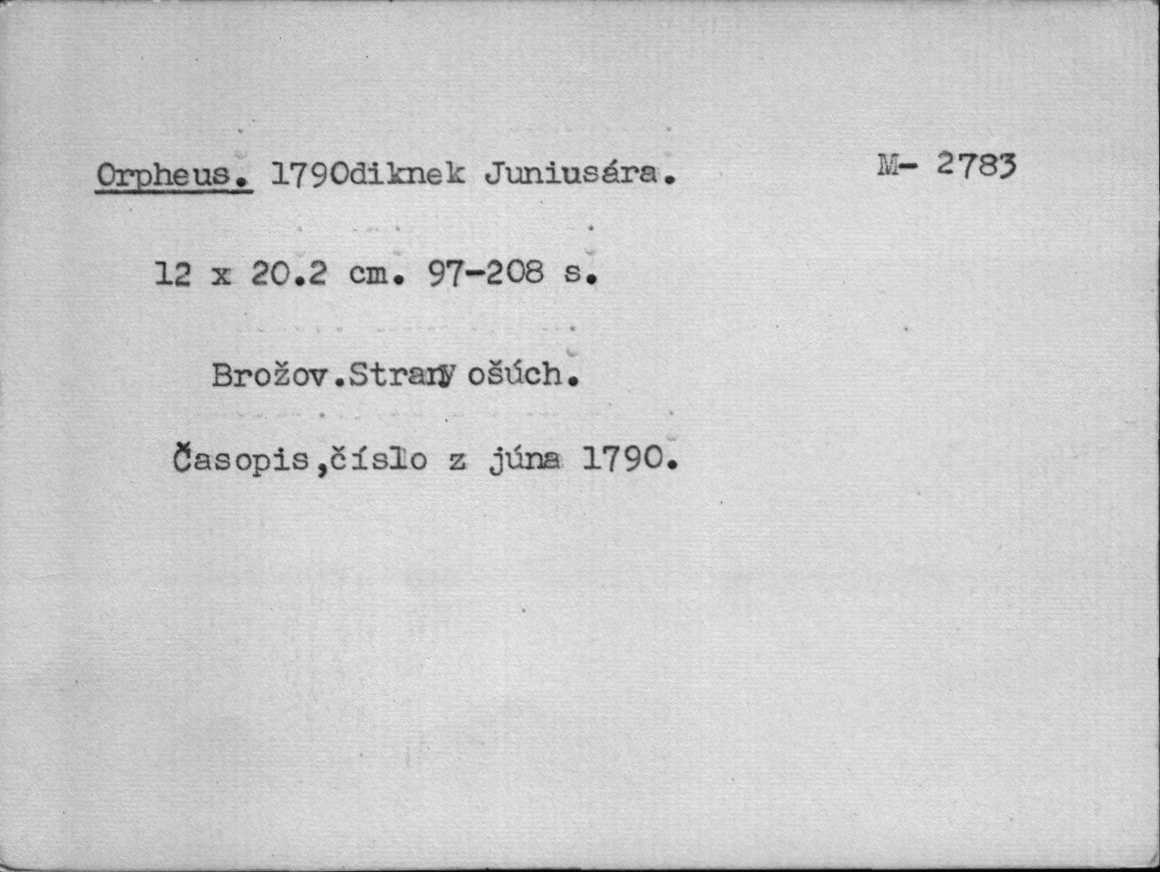 Orpheus. 1790diknek Juniusára. M- 2783
12 x 20.2 cm. 97-208 s.
Brožov.Strany ošúch.
Časopis,číslo z júna 1790.